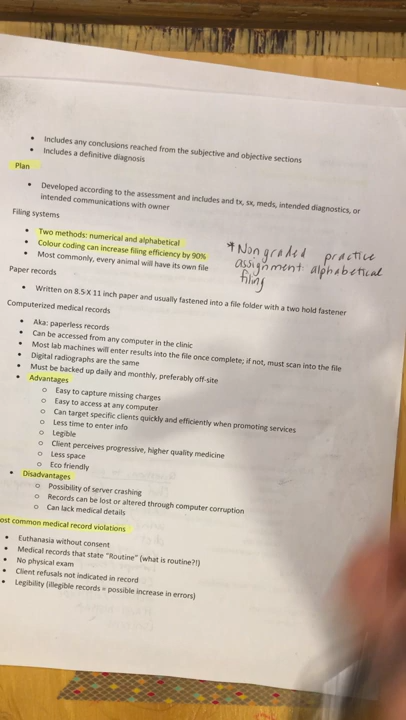 • Includes any conclusions reached from the subjective and objective sections
• Includes a definitive diagnosis
Plan
• Developed according to the assessment and includes and tx, sx, meds, intended diagnostics, or
intended communications with owner
Filing systems
• Two methods: numerical and alphabetical
• Colour coding can increase filing efficiency by 90%
• Most commonly, every animal will have its own file
*Non graded practice
assignment: alphabetical
filing
Paper records
• Written on 8.5 X 11 inch paper and usually fastened into a file folder with a two hold fastener
Computerized medical records
• Aka: paperless records
• Can be accessed from any computer in the clinic
• Most lab machines will enter results into the file once complete; if not, must scan into the file
• Digital radiographs are the same
• Must be backed up daily and monthly, preferably off-site
• Advantages
o Easy to capture missing charges
o Easy to access at any computer
o Can target specific clients quickly and efficiently when promoting services
o Less time to enter info
o Legible
o Client perceives progressive, higher quality medicine
o Less space
o Eco friendly
• Disadvantages
o Possibility of server crashing
o Records can be lost or altered through computer corruption
o Can lack medical details
ost common medical record violations
• Euthanasia without consent
• Medical records that state "Routine" (what is routine?!)
• No physical exam
• Client refusals not indicated in record
• Legibility (illegible records = possible increase in errors)